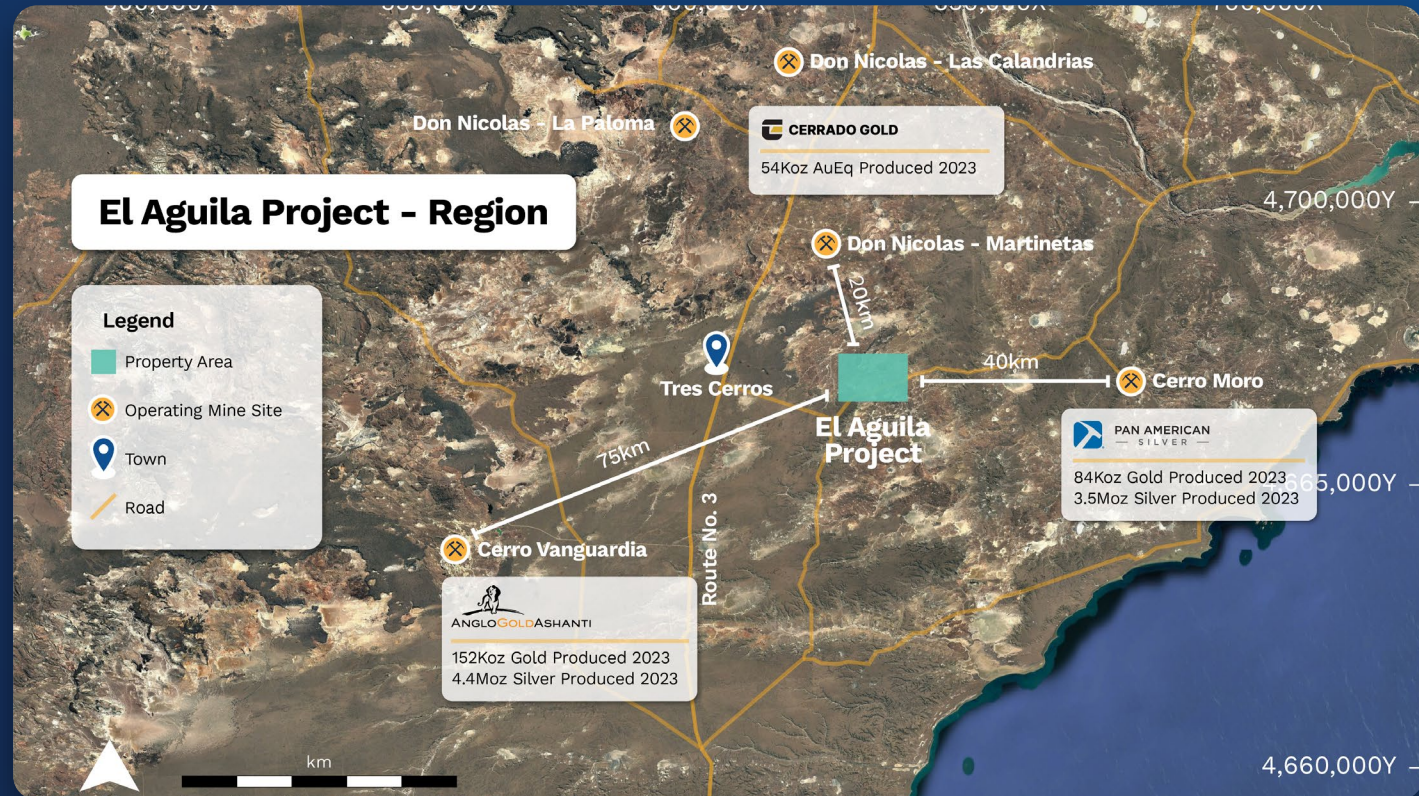 Don Nicolas - Las Calandrias
Don Nicolas - La Paloma
CERRADO GOLD
54Koz AuEq Produced 2023
El Aguila Project - Region
4,700,000Y
Don Nicolas - Martinetas
20km
Legend
Property Area
Operating Mine Site
Town
Road
Tres Cerros
40km
Cerro Moro
El Aguila
Project
75km
PAN AMERICAN
SILVER
84Koz Gold Produced 2023
3.5Moz Silver Produced 2023
665,000Y
Route No. 3
Cerro Vanguardia
ANGLOGOLDASHANTI
152Koz Gold Produced 2023
4.4Moz Silver Produced 2023
km
4,660,000Y